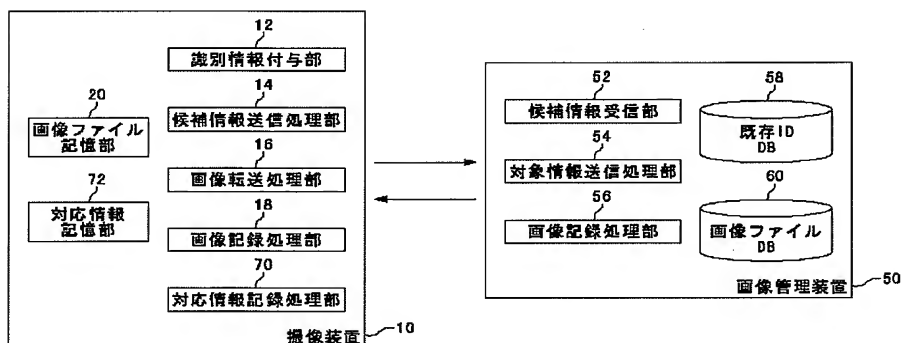 12
識別情報付与部
14
候補情報送信処理部
20
画像ファイル
記憶部
16
画像転送処理部
72
対応情報
記憶部
18
画像記録処理部
70
対応情報記録処理部
撮像装置
10
52
候補情報受信部
54
対象情報送信処理部
56
画像記録処理部
58
既存ID
DB
60
画像ファイル
DB
画像管理装置
50